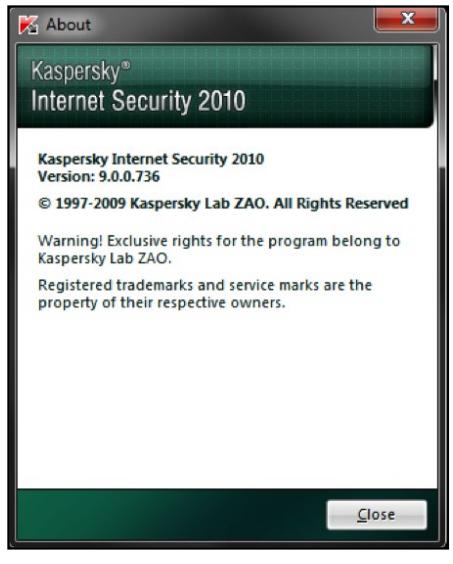 About
Kaspersky®
Internet Security 2010
Kaspersky Internet Security 2010
Version: 9.0.0.736
© 1997-2009 Kaspersky Lab ZAO. All Rights Reserved
Warning! Exclusive rights for the program belong to
Kaspersky Lab ZAO.
Registered trademarks and service marks are the
property of their respective owners.
Close